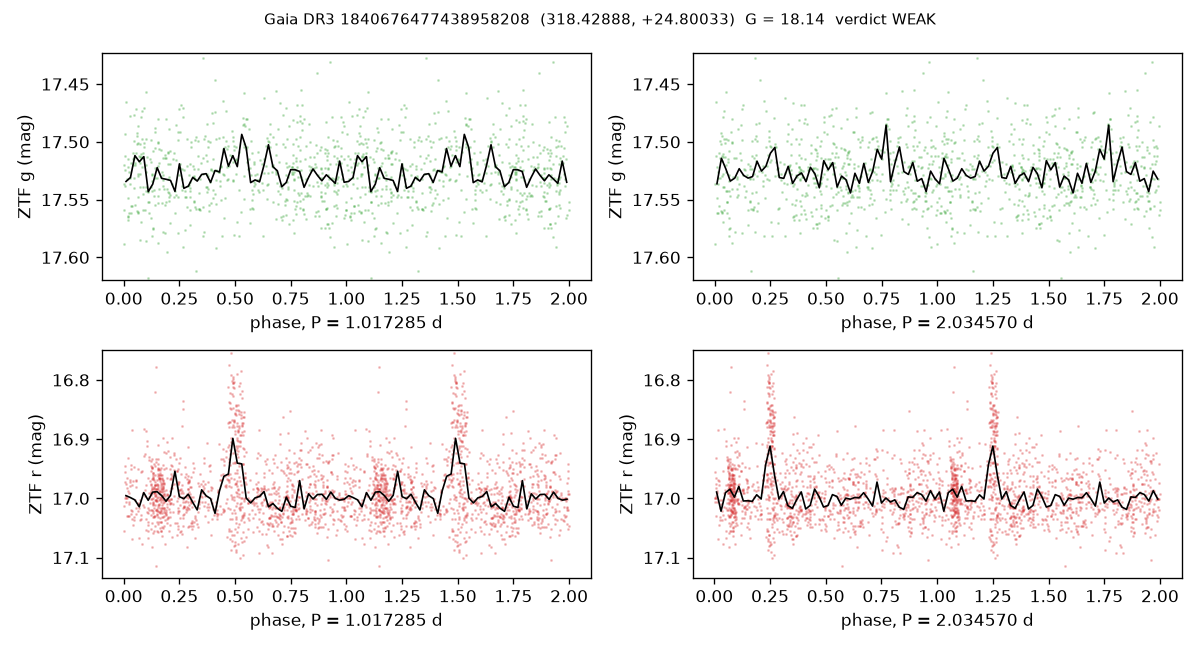 Gaia DR3 1840676477438958208  (318.42888, +24.80033)  G = 18.14  verdict WEAK
ZTF g (mag)
17.45
17.50
17.55
17.60
0.00 0.25 0.50 0.75 1.00 1.25 1.50 1.75 2.00
phase, P = 1.017285 d
ZTF g (mag)
17.45
17.50
17.55
17.60
0.00 0.25 0.50 0.75 1.00 1.25 1.50 1.75 2.00
phase, P = 2.034570 d
ZTF r (mag)
16.8
16.9
17.0
17.1
0.00 0.25 0.50 0.75 1.00 1.25 1.50 1.75 2.00
phase, P = 1.017285 d
ZTF r (mag)
16.8
16.9
17.0
17.1
0.00 0.25 0.50 0.75 1.00 1.25 1.50 1.75 2.00
phase, P = 2.034570 d